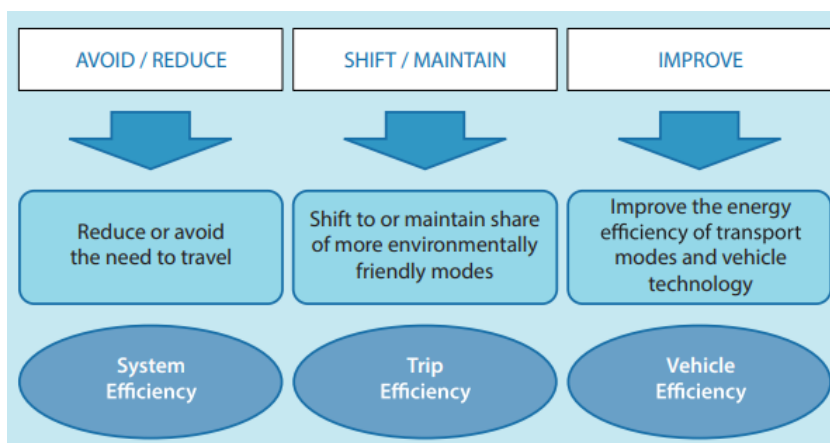 AVOID / REDUCE
SHIFT / MAINTAIN
IMPROVE
Reduce or avoid
the need to travel
Shift to or maintain share
of more environmentally
friendly modes
Improve the energy
efficiency of transport
modes and vehicle
technology
System
Efficiency
Trip
Efficiency
Vehicle
Efficiency